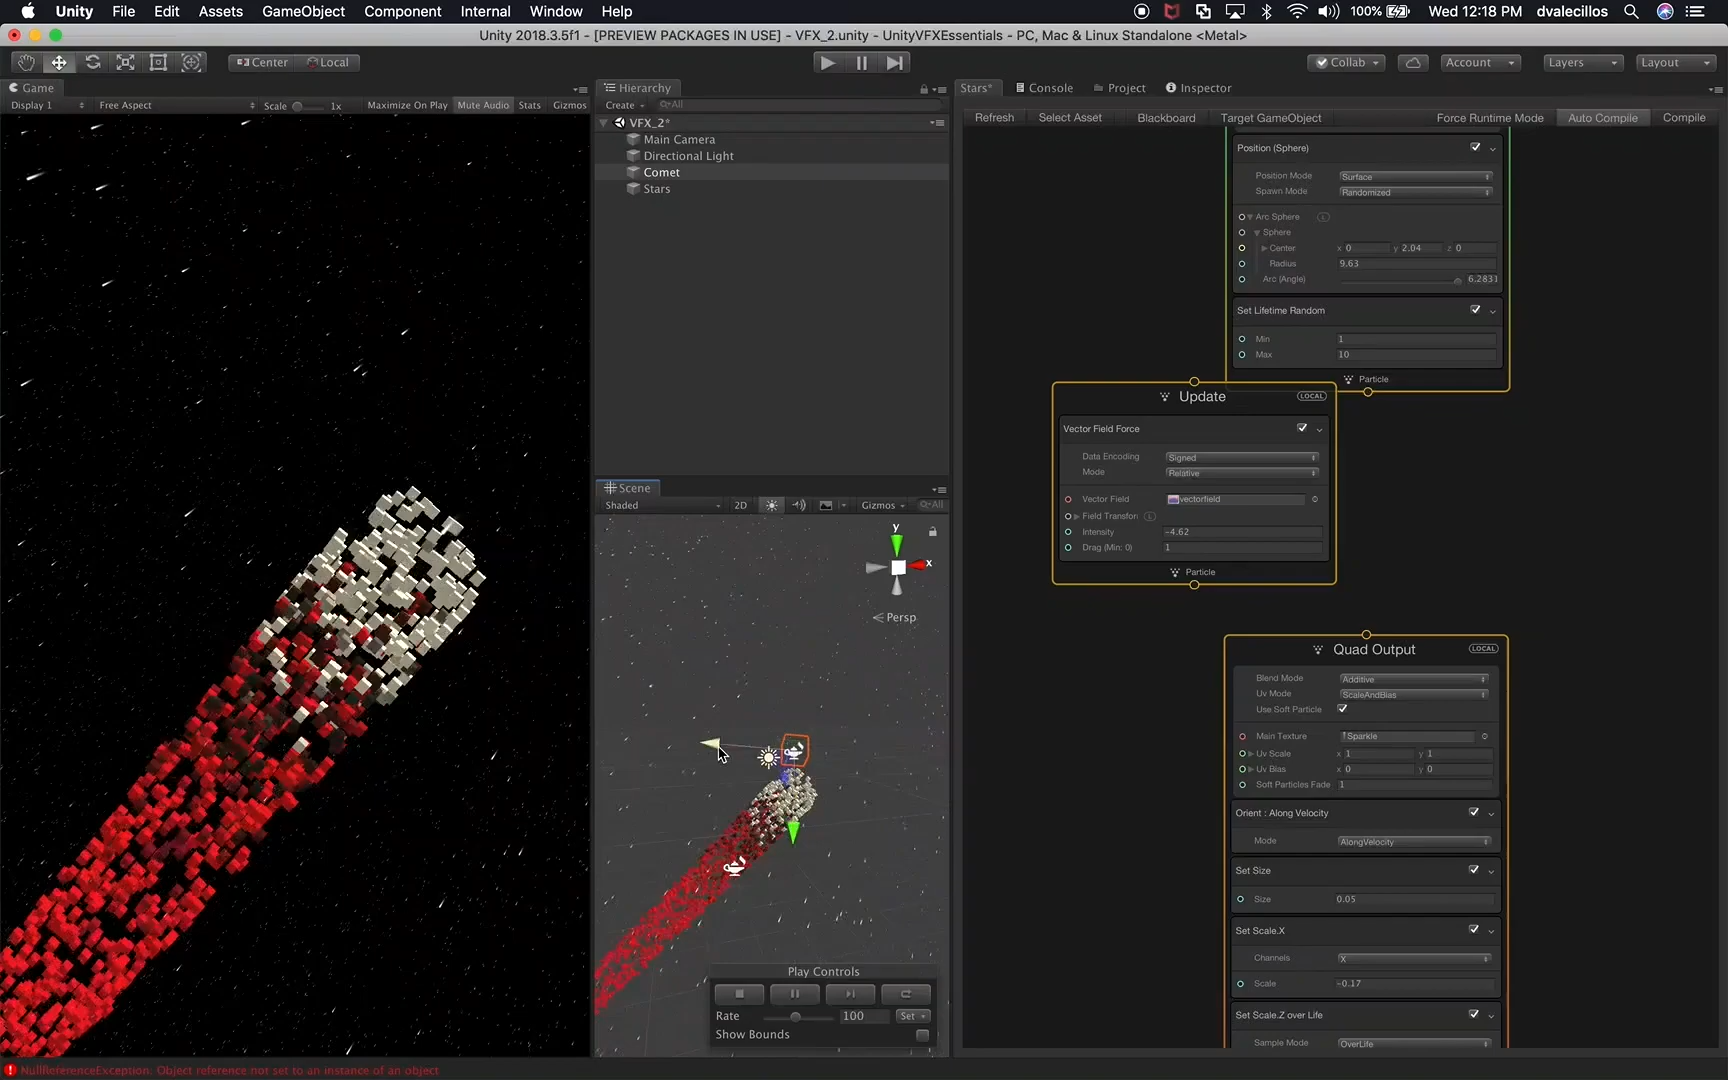 Unity File Edit Assets GameObject Component Internal Window Help 100% Wed 12:18 PM dvalecillos
Unity 2018.3.5f1 - [PREVIEW PACKAGES IN USE] - VFX_2.unity - UnityVFXEssentials - PC, Mac & Linux Standalone <Metal>
Center Local Collab Account Layers Layout
Game
Display 1 Free Aspect Scale 1x Maximize On Play Mute Audio Stats Gizmos
Hierarchy
Create All
VFX_2*
Main Camera
Directional Light
Comet
Stars
Scene
Shaded 2D Gizmos All
y
x
Persp
Play Controls
Rate 100 Set
Show Bounds
Stars* Console Project Inspector
Refresh Select Asset Blackboard Target GameObject Force Runtime Mode Auto Compile Compile
Position (Sphere)
Position Mode Surface
Spawn Mode Randomized
Arc Sphere L
Sphere
Center x 0 y 2.04 z 0
Radius 9.63
Arc (Angle) 6.2831
Set Lifetime Random
Min 1
Max 10
Particle
Update LOCAL
Vector Field Force
Data Encoding Signed
Mode Relative
Vector Field vectorfield
Field Transfor L
Intensity -4.62
Drag (Min: 0) 1
Particle
Quad Output LOCAL
Blend Mode Additive
Uv Mode ScaleAndBias
Use Soft Particle
Main Texture Sparkle
Uv Scale x 1 y 1
Uv Bias x 0 y 0
Soft Particles Fade 1
Orient : Along Velocity
Mode AlongVelocity
Set Size
Size 0.05
Set Scale.X
Channels X
Scale -0.17
Set Scale.Z over Life
Sample Mode OverLife
NullReferenceException: Object reference not set to an instance of an object